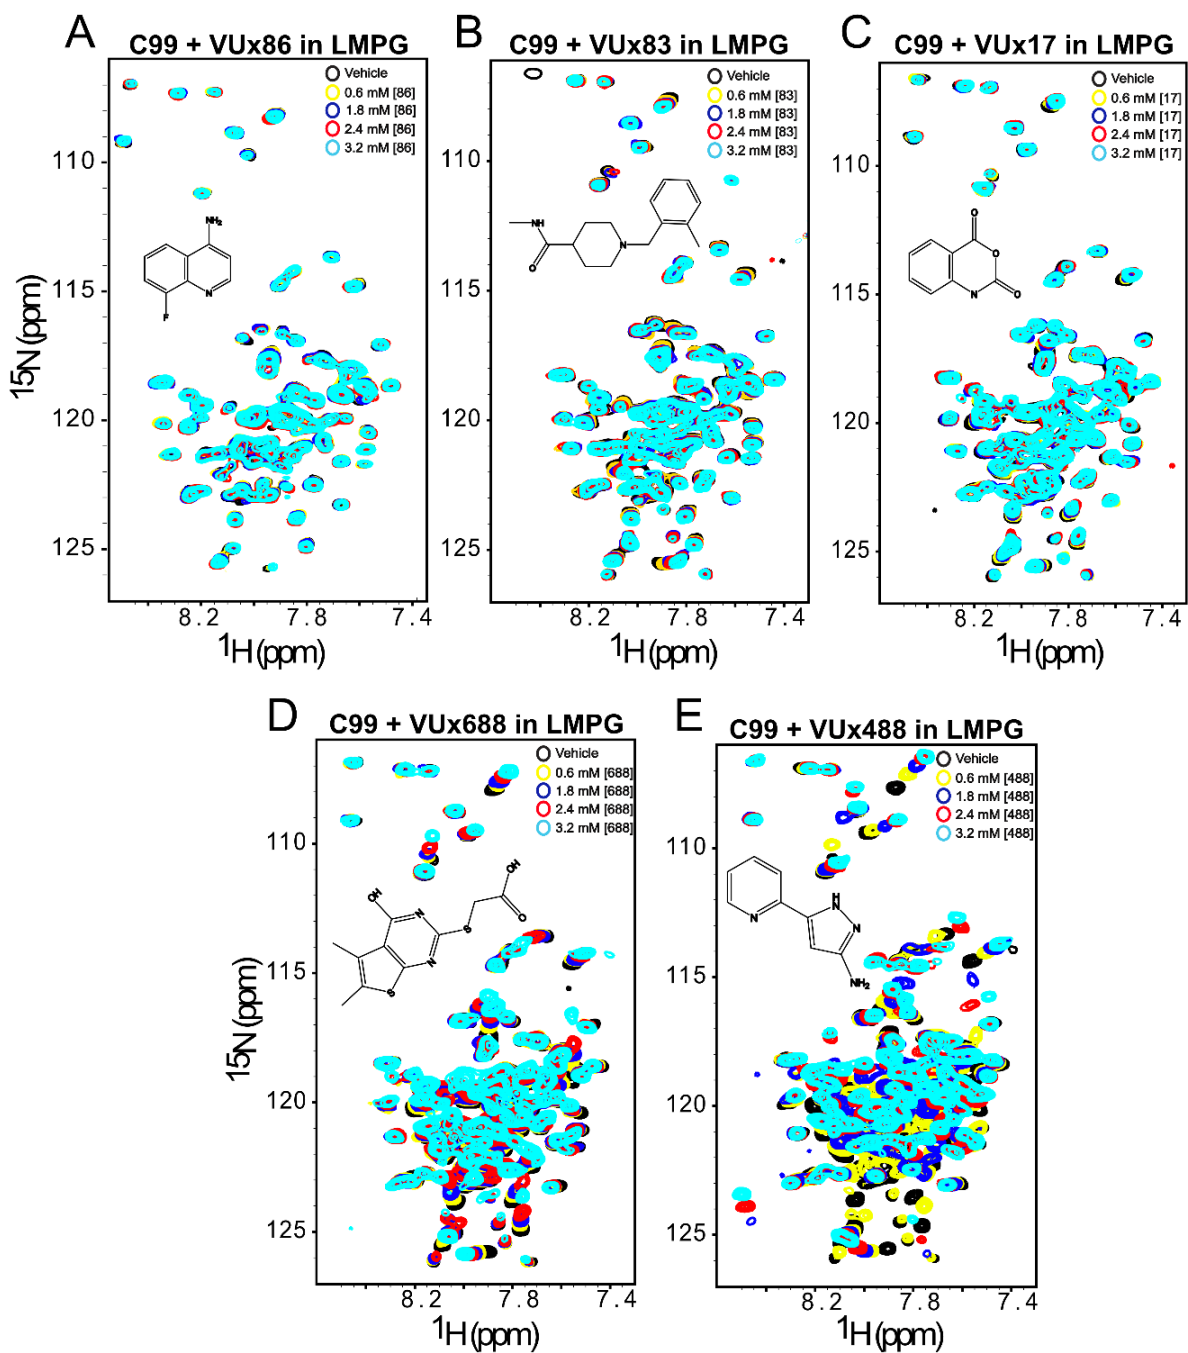 A
C99 + VUx86 in LMPG
Vehicle
0.6 mM [86]
1.8 mM [86]
2.4 mM [86]
3.2 mM [86]
110
115
120
125
15N (ppm)
NH2
N
F
8.2
7.8
7.4
1H (ppm)
B
C99 + VUx83 in LMPG
Vehicle
0.6 mM [83]
1.8 mM [83]
2.4 mM [83]
3.2 mM [83]
110
115
120
125
NH
O
N
8.2
7.8
7.4
1H (ppm)
C
C99 + VUx17 in LMPG
Vehicle
0.6 mM [17]
1.8 mM [17]
2.4 mM [17]
3.2 mM [17]
110
115
120
125
O
O
N
O
8.2
7.8
7.4
1H (ppm)
D
C99 + VUx688 in LMPG
Vehicle
0.6 mM [688]
1.8 mM [688]
2.4 mM [688]
3.2 mM [688]
110
115
120
125
15N (ppm)
OH
OH
N
O
S
N
S
8.2
7.8
7.4
1H (ppm)
E
C99 + VUx488 in LMPG
Vehicle
0.6 mM [488]
1.8 mM [488]
2.4 mM [488]
3.2 mM [488]
110
115
120
125
H
N
N
N
NH2
8.2
7.8
7.4
1H (ppm)